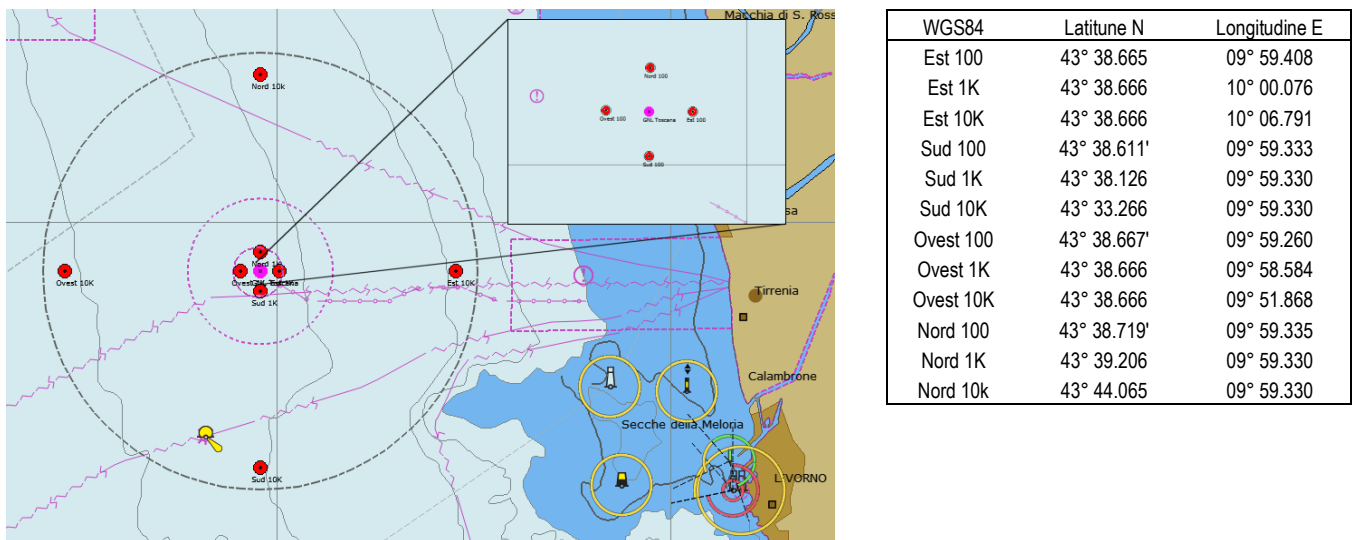 Macchia di S. Ross
Nord 10k
Nord 100
Ovest 100
GNL Toscana
Est 100
Sud 100
sa
Nord 1K
Ovest 10K
Sud 1K
Est 10K
Tirrenia
Calambrone
Secche della Meloria
Sud 10K
LIVORNO
WGS84 Latitune N Longitudine E
Est 100 43° 38.665 09° 59.408
Est 1K 43° 38.666 10° 00.076
Est 10K 43° 38.666 10° 06.791
Sud 100 43° 38.611' 09° 59.333
Sud 1K 43° 38.126 09° 59.330
Sud 10K 43° 33.266 09° 59.330
Ovest 100 43° 38.667' 09° 59.260
Ovest 1K 43° 38.666 09° 58.584
Ovest 10K 43° 38.666 09° 51.868
Nord 100 43° 38.719' 09° 59.335
Nord 1K 43° 39.206 09° 59.330
Nord 10k 43° 44.065 09° 59.330